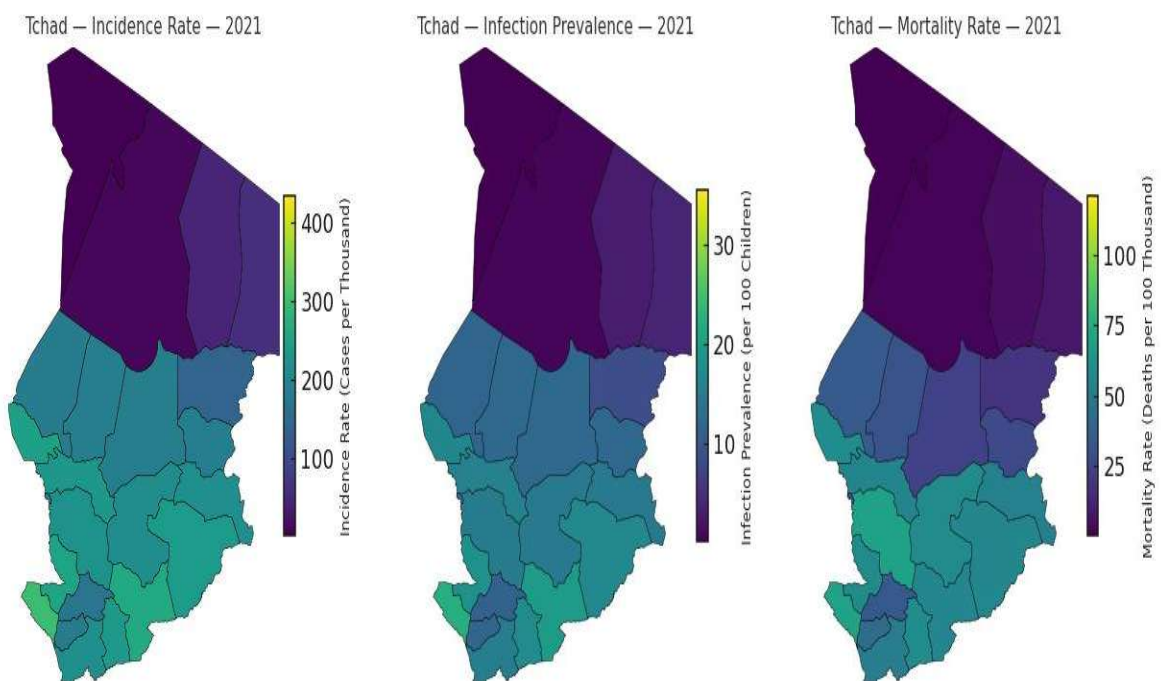 Tchad — Incidence Rate — 2021
400
300
200
100
Incidence Rate (Cases per Thousand)
Tchad — Infection Prevalence — 2021
30
20
10
Infection Prevalence (per 100 Children)
Tchad — Mortality Rate — 2021
100
75
50
25
Mortality Rate (Deaths per 100 Thousand)